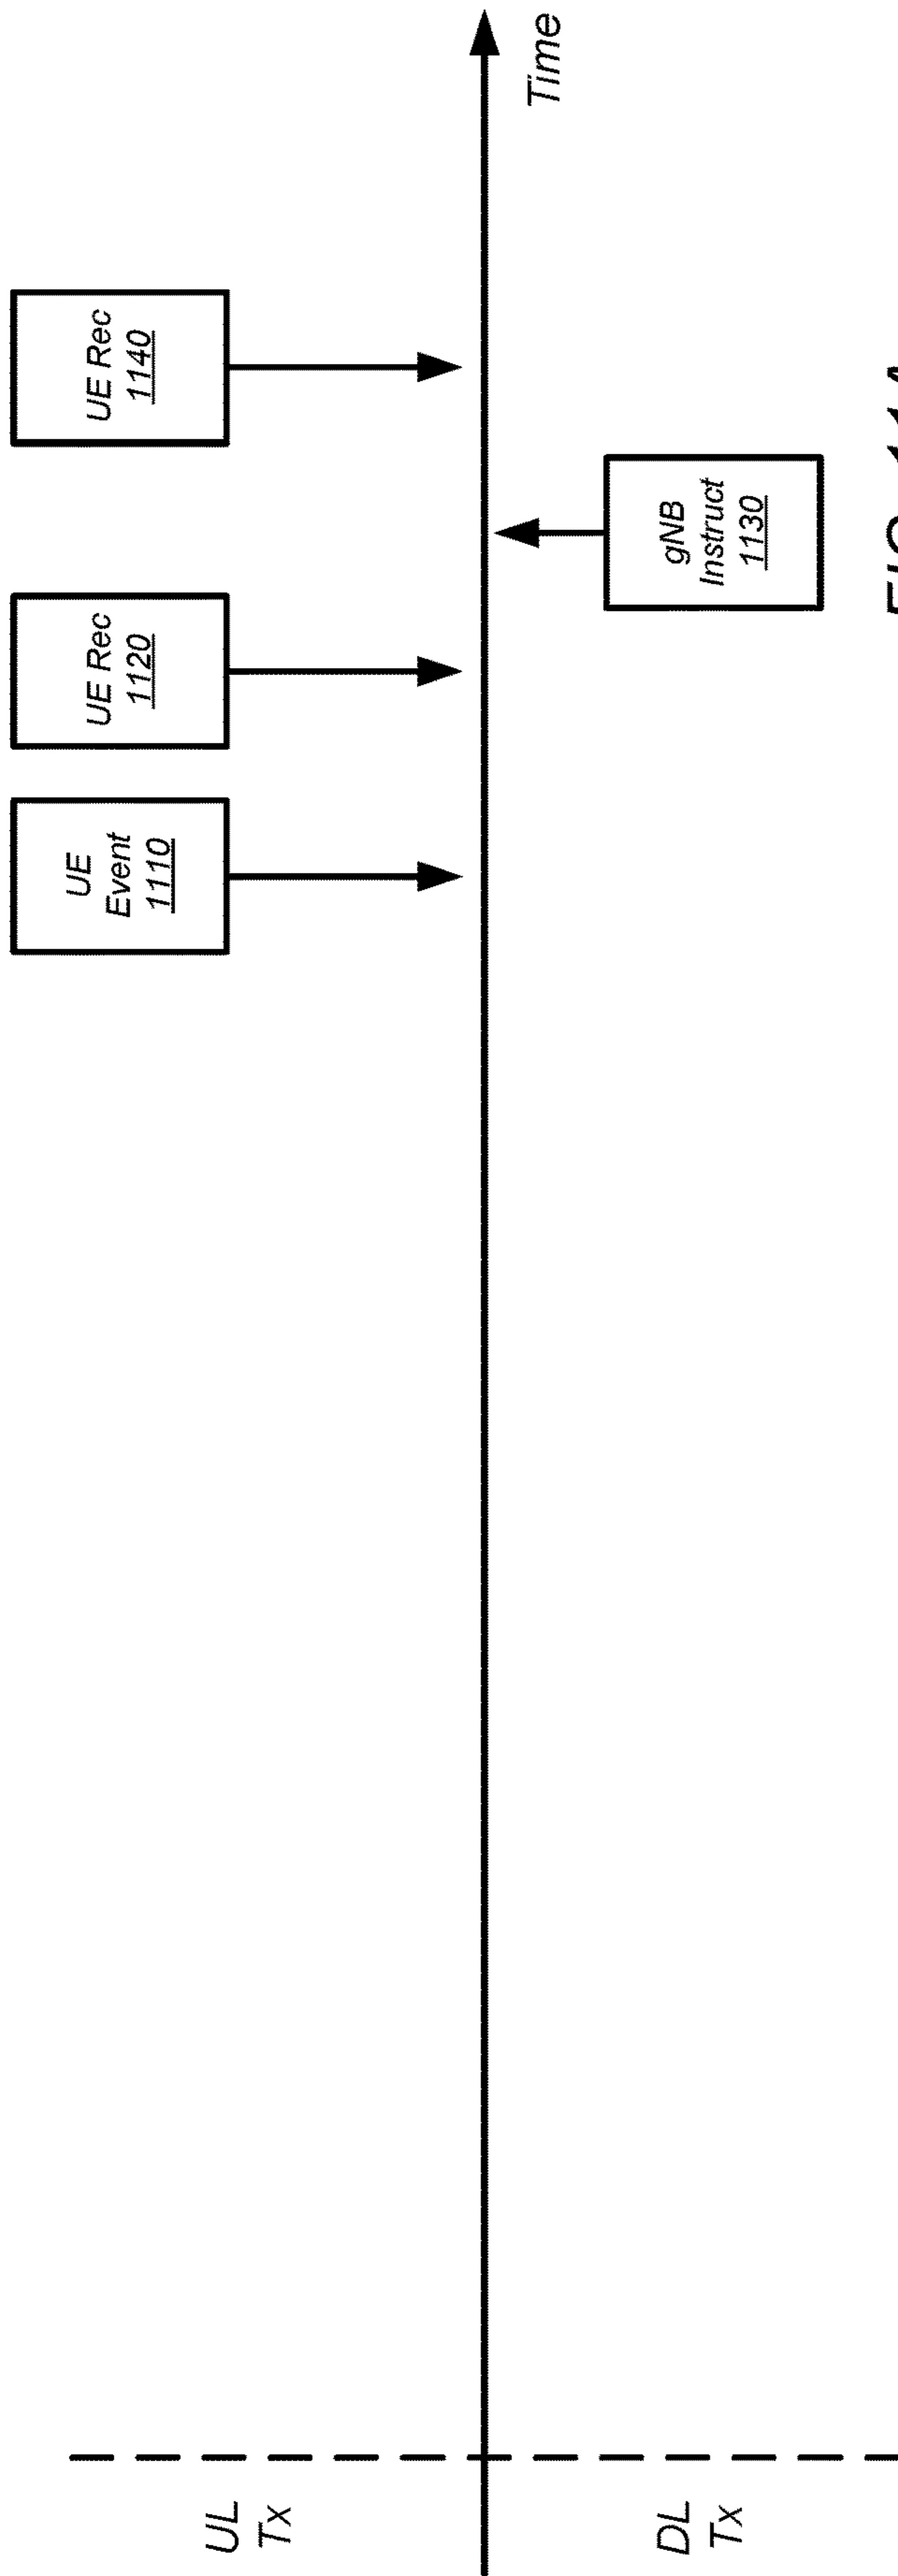 UL
Tx
UE
Event
1110
UE Rec
1120
UE Rec
1140
Time
DL
Tx
gNB
Instruct
1130